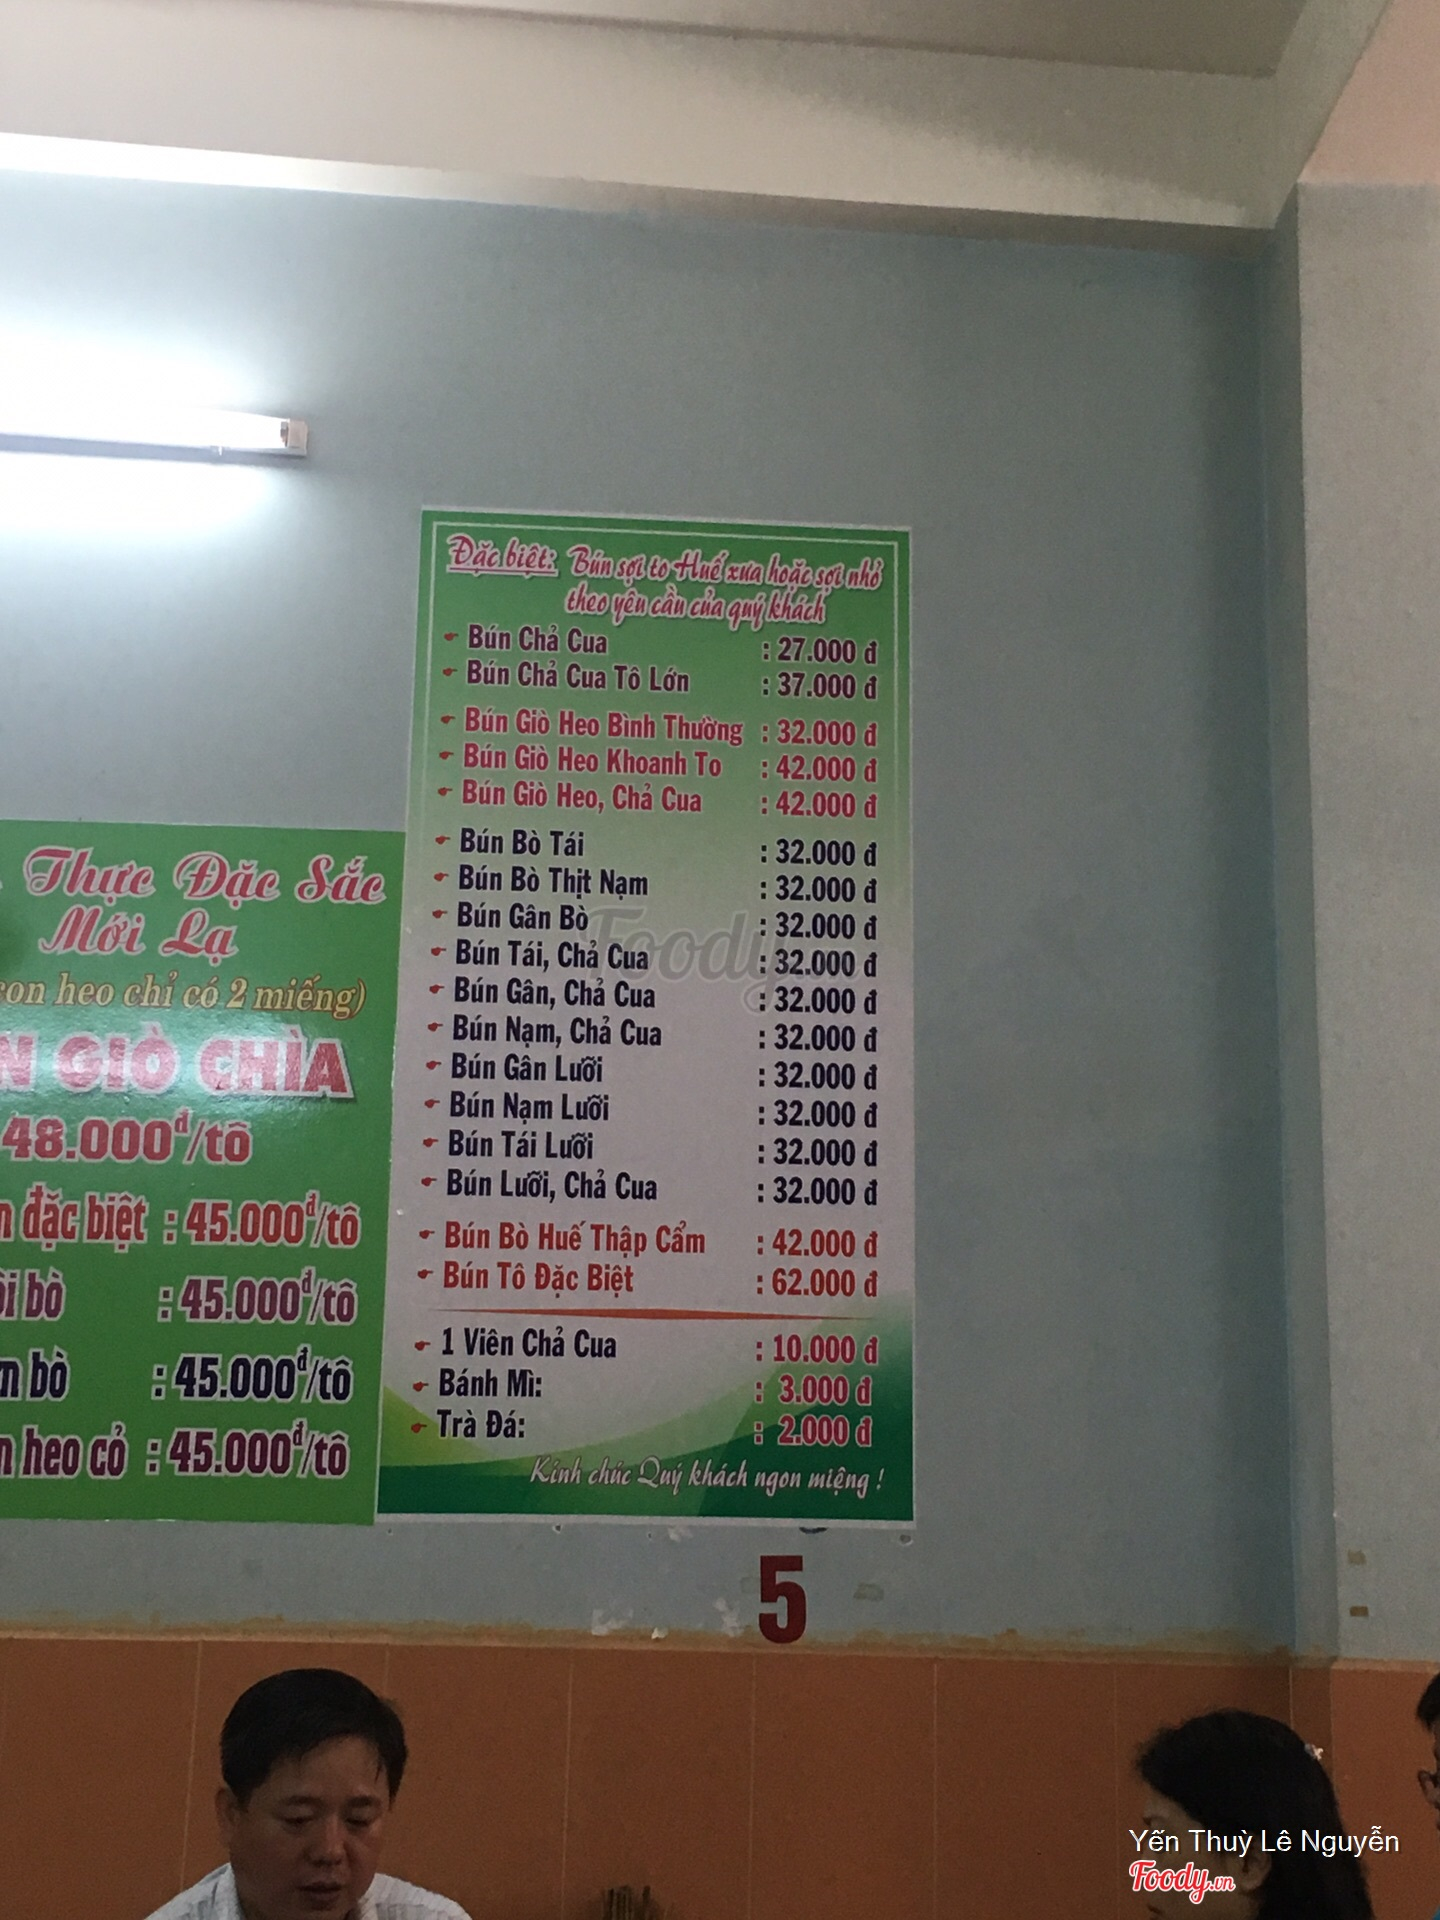 Thực Đặc Sắc
Mới Lạ
con heo chỉ có 2 miếng)
GIÒ CHÌA
48.000đ/tô
đặc biệt : 45.000đ/tô
bò : 45.000đ/tô
bò : 45.000đ/tô
heo cỏ : 45.000đ/tô
Đặc biệt: Bún sợi to Huế xưa hoặc sợi nhỏ
theo yêu cầu của quý khách
Bún Chả Cua : 27.000 đ
Bún Chả Cua Tô Lớn : 37.000 đ
Bún Giò Heo Bình Thường : 32.000 đ
Bún Giò Heo Khoanh To : 42.000 đ
Bún Giò Heo, Chả Cua : 42.000 đ
Bún Bò Tái : 32.000 đ
Bún Bò Thịt Nạm : 32.000 đ
Bún Gân Bò : 32.000 đ
Bún Tái, Chả Cua : 32.000 đ
Bún Gân, Chả Cua : 32.000 đ
Bún Nạm, Chả Cua : 32.000 đ
Bún Gân Lưỡi : 32.000 đ
Bún Nạm Lưỡi : 32.000 đ
Bún Tái Lưỡi : 32.000 đ
Bún Lưỡi, Chả Cua : 32.000 đ
Bún Bò Huế Thập Cẩm : 42.000 đ
Bún Tô Đặc Biệt : 62.000 đ
1 Viên Chả Cua : 10.000 đ
Bánh Mì: : 3.000 đ
Trà Đá: : 2.000 đ
Kính chúc Quý khách ngon miệng !
5
Foody
Yến Thuỳ Lê Nguyễn
Foody.vn